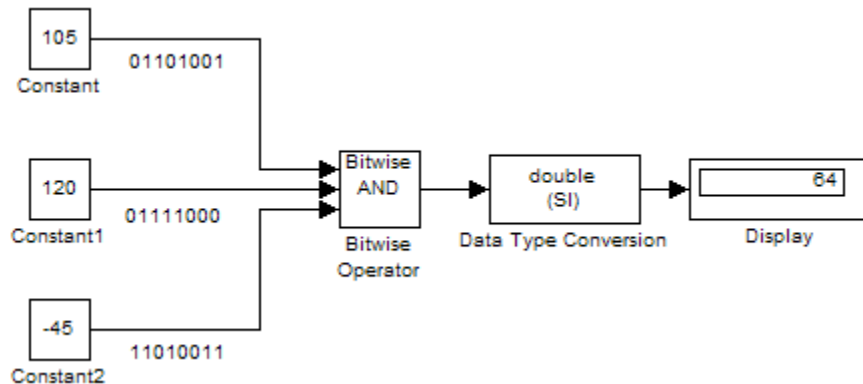 105
01101001
Constant
120
01111000
Constant1
-45
11010011
Constant2
Bitwise
AND
Bitwise
Operator
double
(SI)
Data Type Conversion
64
Display